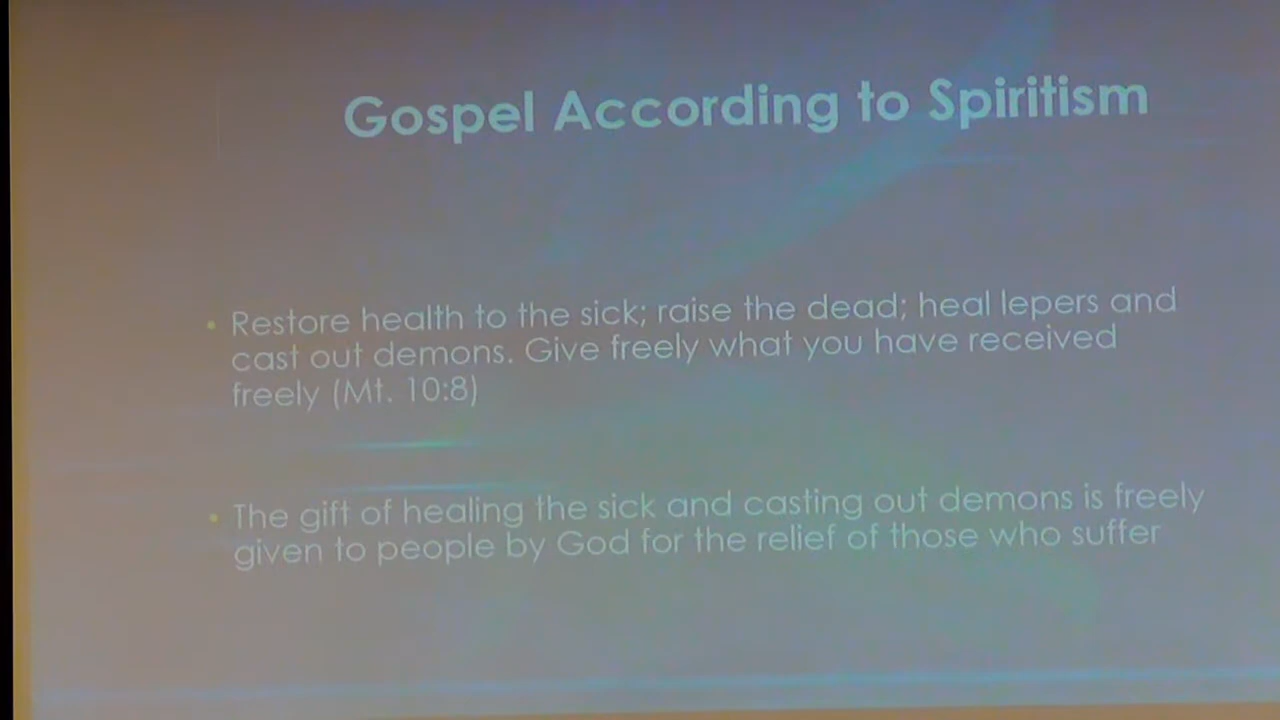 Gospel According to Spiritism
• Restore health to the sick; raise the dead; heal lepers and
cast out demons. Give freely what you have received
freely (Mt. 10:8)
• The gift of healing the sick and casting out demons is freely
given to people by God for the relief of those who suffer